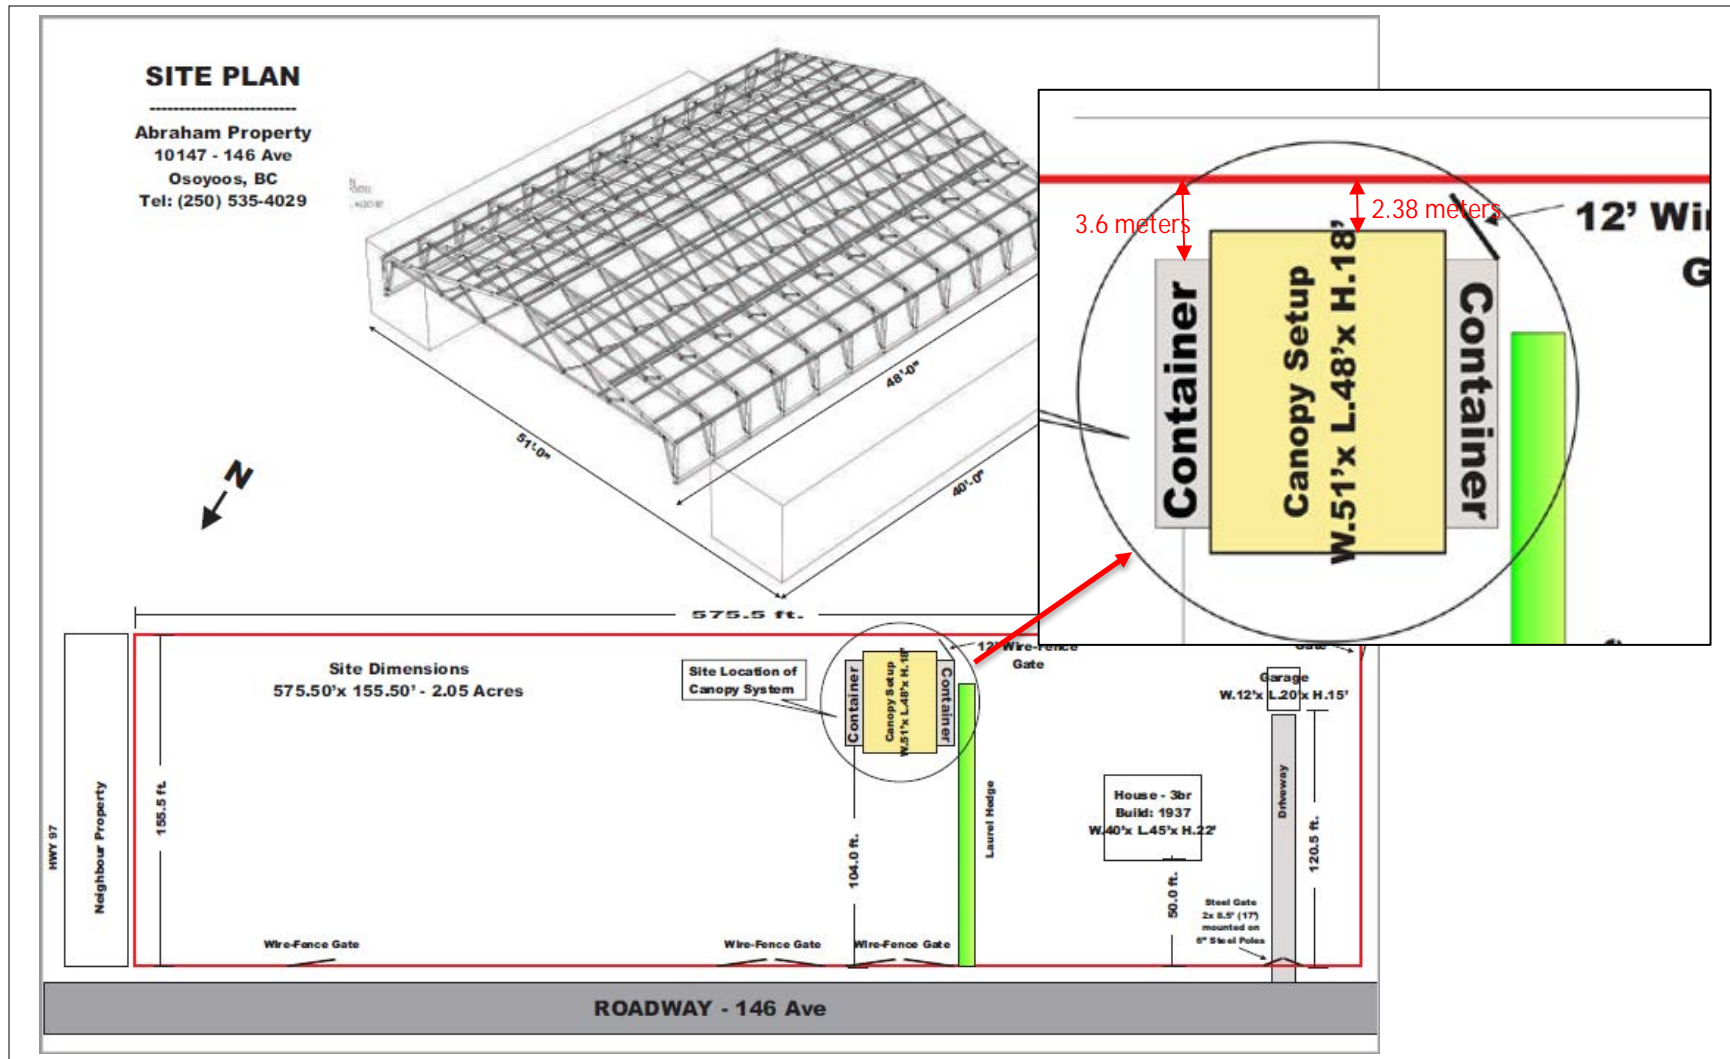 SITE PLAN
Abraham Property
10147 - 146 Ave
Osoyoos, BC
Tel: (250) 535-4029
N
51'-0"
48'-0"
40'-0"
3.6 meters
2.38 meters
12' Wi
G
Container
Canopy Setup
W.51'x L.48'x H.18'
Container
575.5 ft.
Site Dimensions
575.50'x 155.50' - 2.05 Acres
Site Location of
Canopy System
Container
Canopy Setup
W.51'x L.48'x H.18'
Container
12' Wire-Fence
Gate
Gate
Garage
W.12'x L.20'x H.15'
HWY 97
Neighbour Property
155.5 ft.
104.0 ft.
Laurel Hedge
House - 3br
Build: 1937
W.40'x L.45'x H.22'
50.0 ft.
Driveway
120.5 ft.
Steel Gate
2x 8.5' (17')
mounted on
6" Steel Poles
Wire-Fence Gate
Wire-Fence Gate
Wire-Fence Gate
ROADWAY - 146 Ave